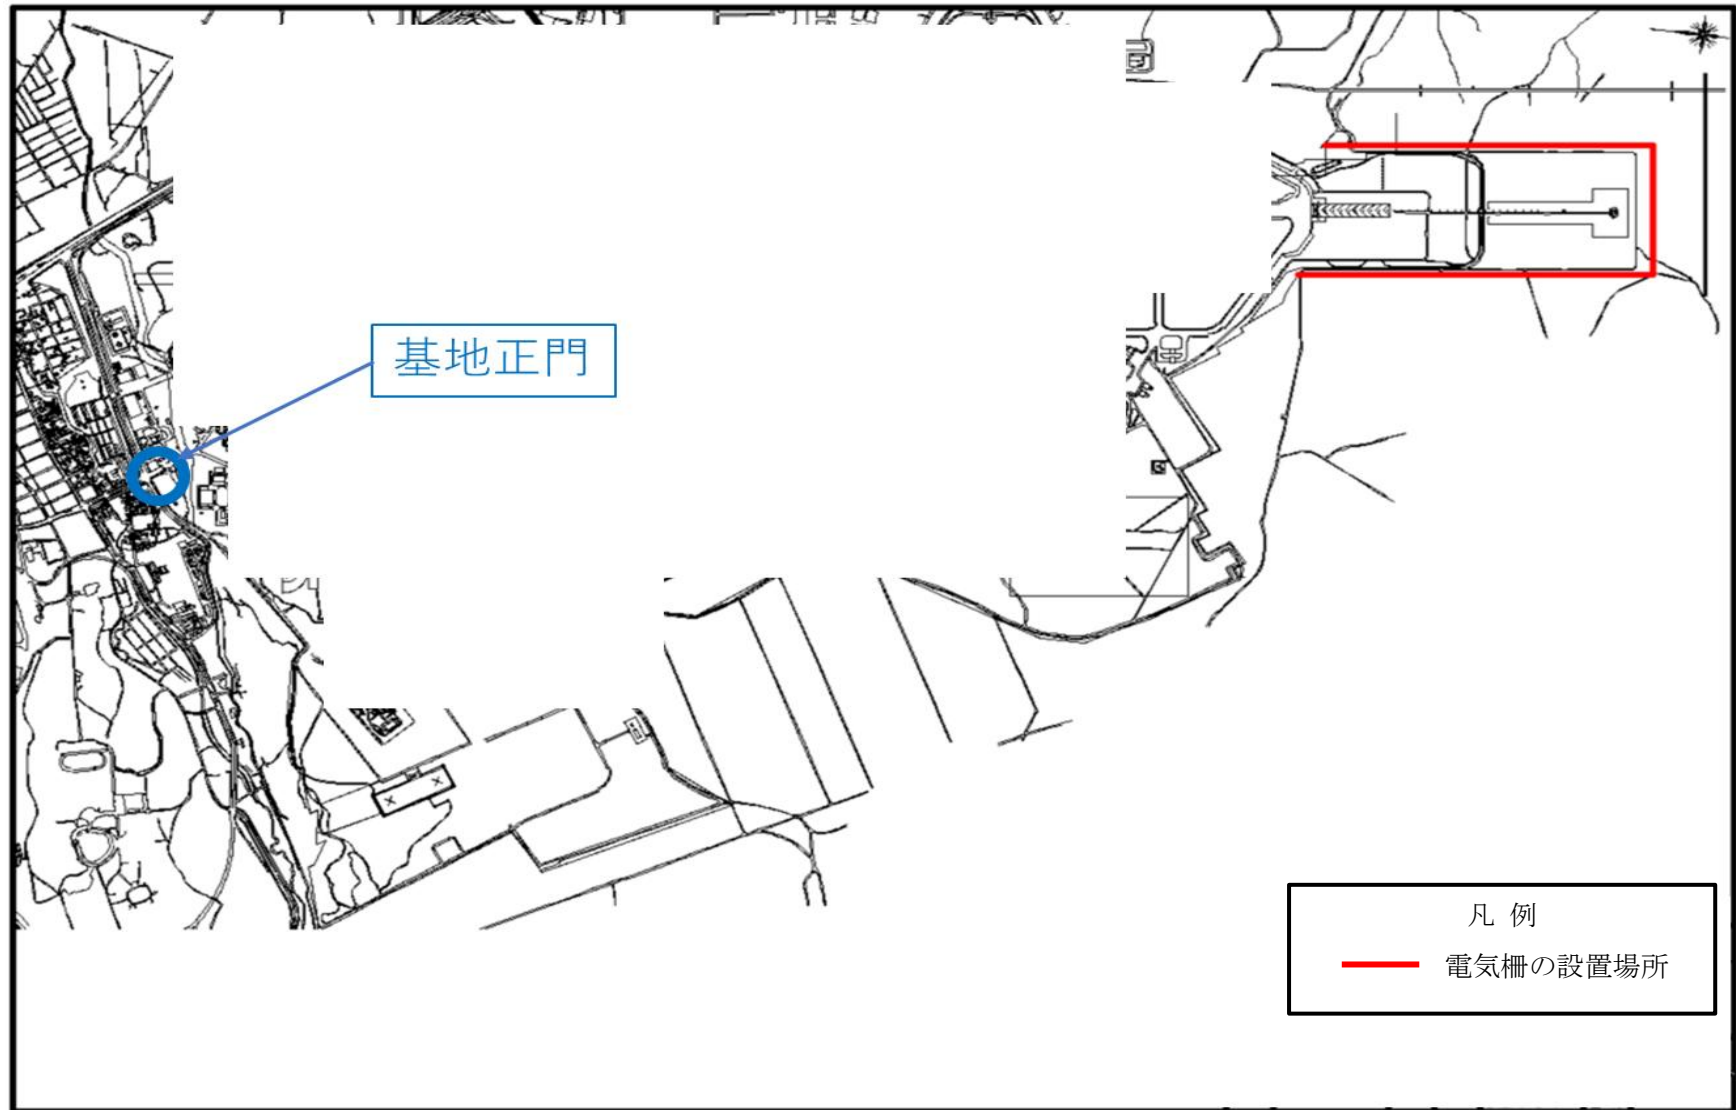 基地正門
凡 例
電気柵の設置場所